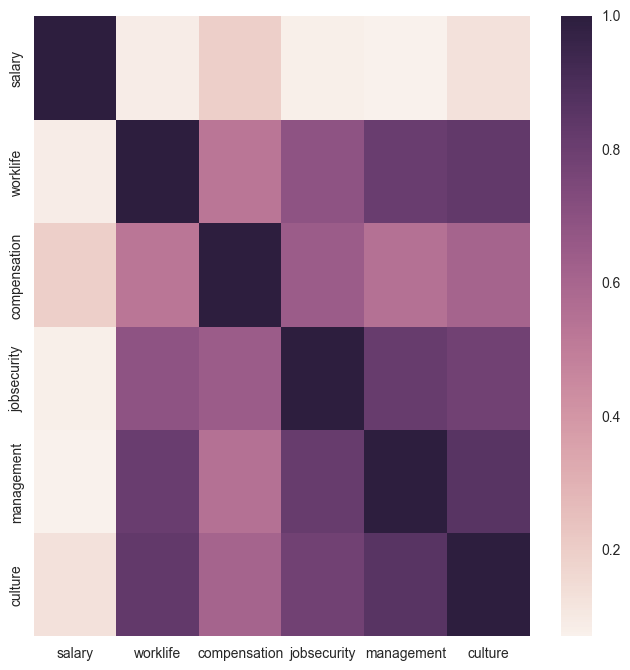 salary
worklife
compensation
jobsecurity
management
culture
salary worklife compensation jobsecurity management culture
1.0
0.8
0.6
0.4
0.2